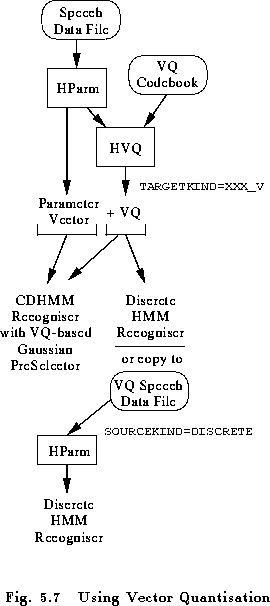 Speech
Data File
VQ
Codebook
HParm
HVQ
TARGETKIND=XXX_V
Parameter
Vector
+ VQ
CDHMM
Recogniser
with VQ-based
Gaussian
PreSelector
Discrete
HMM
Recogniser
or copy to
VQ Speech
Data File
SOURCEKIND=DISCRETE
HParm
Discrete
HMM
Recogniser
Fig. 5.7 Using Vector Quantisation